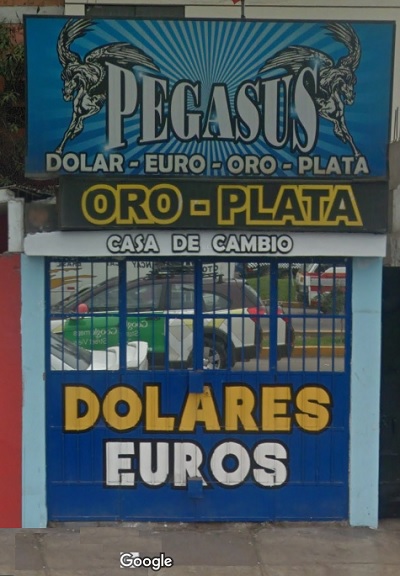 PEGASUS
DOLAR - EURO - ORO - PLATA
ORO - PLATA
CASA DE CAMBIO
DOLARES
EUROS
Google